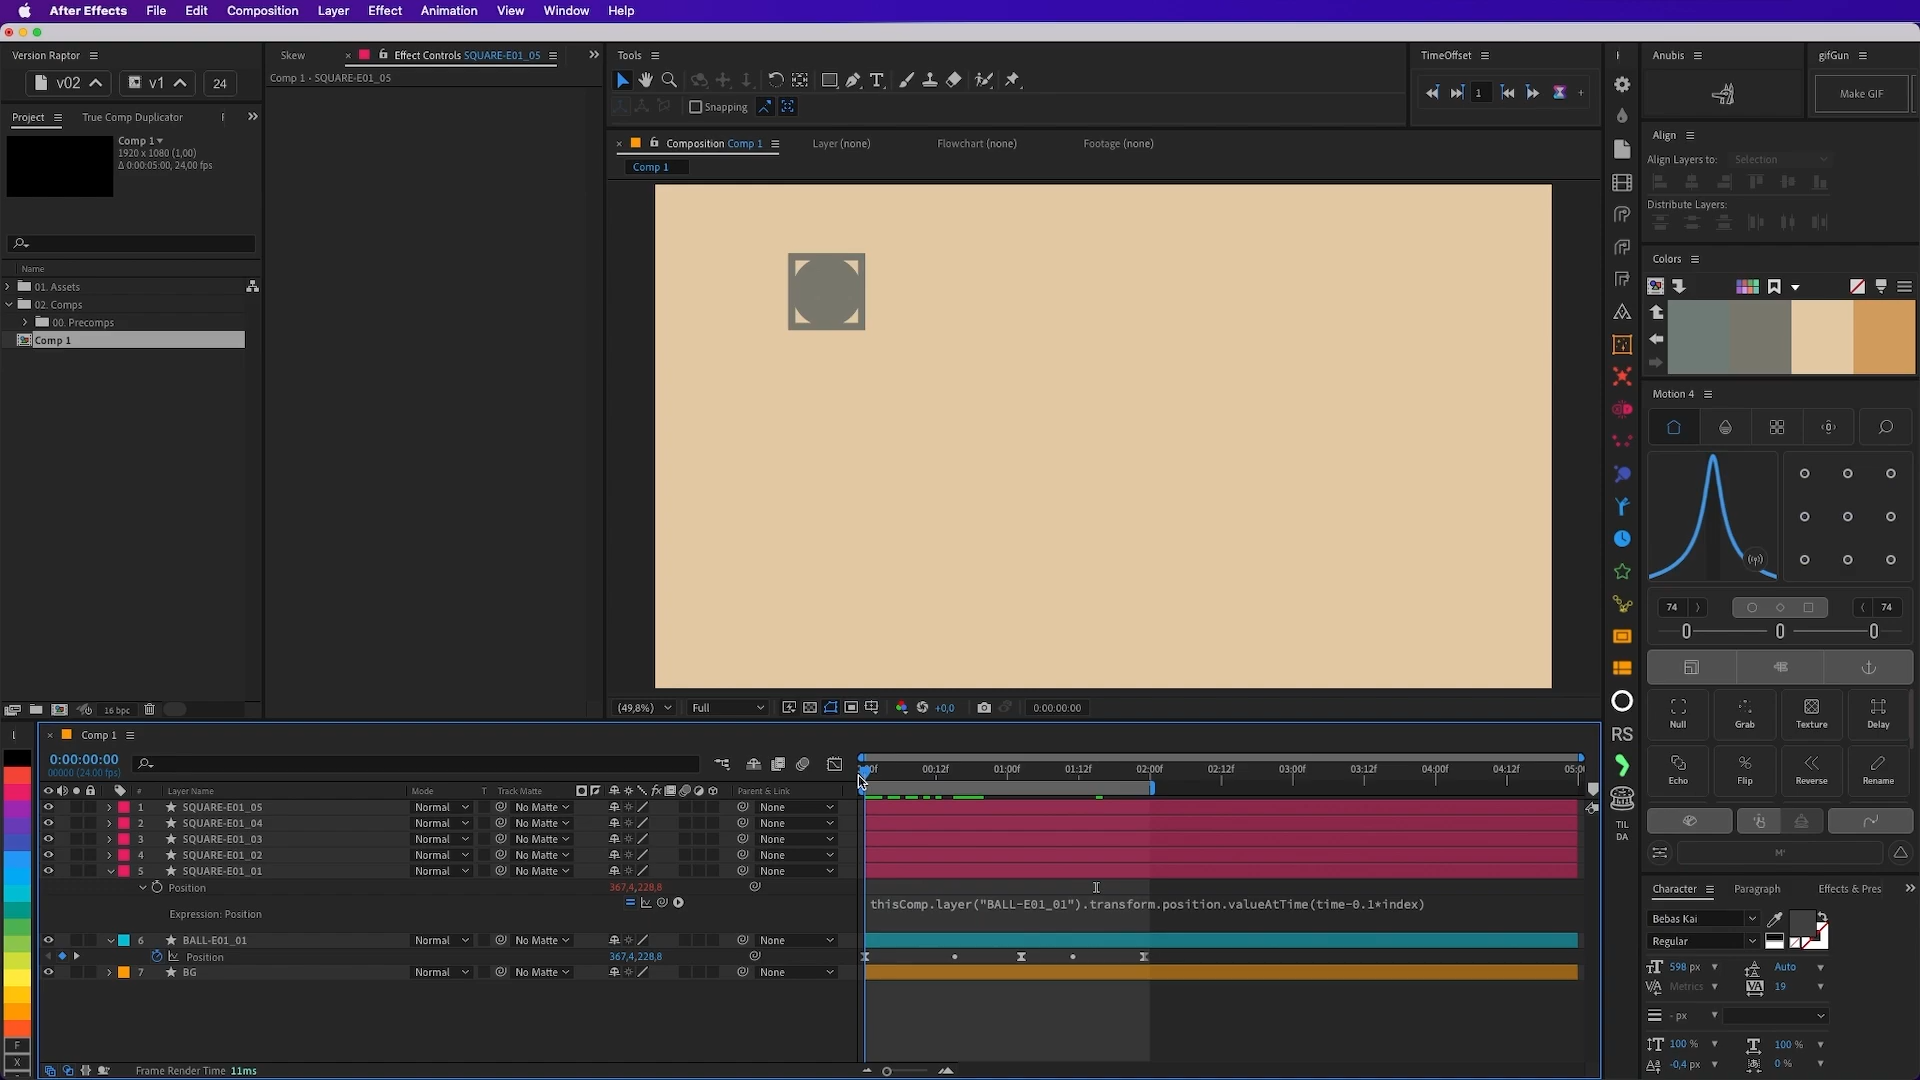 After Effects File Edit Composition Layer Effect Animation View Window Help
Version Raptor
v02 v1 24
Project True Comp Duplicator
Comp 1
1920 x 1080 (1,00)
Δ 0:00:05:00, 24,00 fps
Name
01. Assets
02. Comps
00. Precomps
Comp 1
16 bpc
Skew Effect Controls SQUARE-E01_05
Comp 1 · SQUARE-E01_05
Tools
Snapping
Composition Comp 1 Layer (none) Flowchart (none) Footage (none)
Comp 1
(49,8%) Full +0,0 0:00:00:00
TimeOffset
1
Anubis
gifGun
Make GIF
Align
Align Layers to: Selection
Distribute Layers:
Colors
Motion 4
74 74
Null Grab Texture Delay
Echo Flip Reverse Rename
RS
TIL
DA
Character Paragraph Effects & Pres
Bebas Kai
Regular
598 px Auto
Metrics 19
- px
100 % 100 %
-0,4 px 0 %
Comp 1
0:00:00:00
00000 (24.00 fps)
00:12f 01:00f 01:12f 02:00f 02:12f 03:00f 03:12f 04:00f 04:12f
# Layer Name Mode T Track Matte Parent & Link
1 SQUARE-E01_05 Normal No Matte None
2 SQUARE-E01_04 Normal No Matte None
3 SQUARE-E01_03 Normal No Matte None
4 SQUARE-E01_02 Normal No Matte None
5 SQUARE-E01_01 Normal No Matte None
Position 367,4,228,8
Expression: Position thisComp.layer("BALL-E01_01").transform.position.valueAtTime(time-0.1*index)
6 BALL-E01_01 Normal No Matte None
Position 367,4,228,8
7 BG Normal No Matte None
F
X
Frame Render Time 11ms